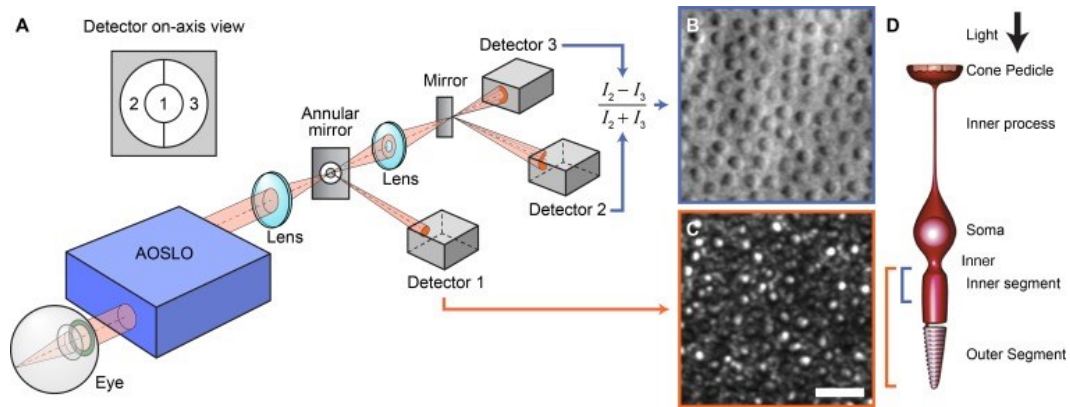 A
Detector on-axis view
2
1
3
Detector 3
Mirror
Annular
mirror
Lens
Detector 2
Lens
AOSLO
Detector 1
Eye
I₂ − I₃
I₂ + I₃
B
C
D
Light
Cone Pedicle
Inner process
Soma
Inner
Inner segment
Outer Segment